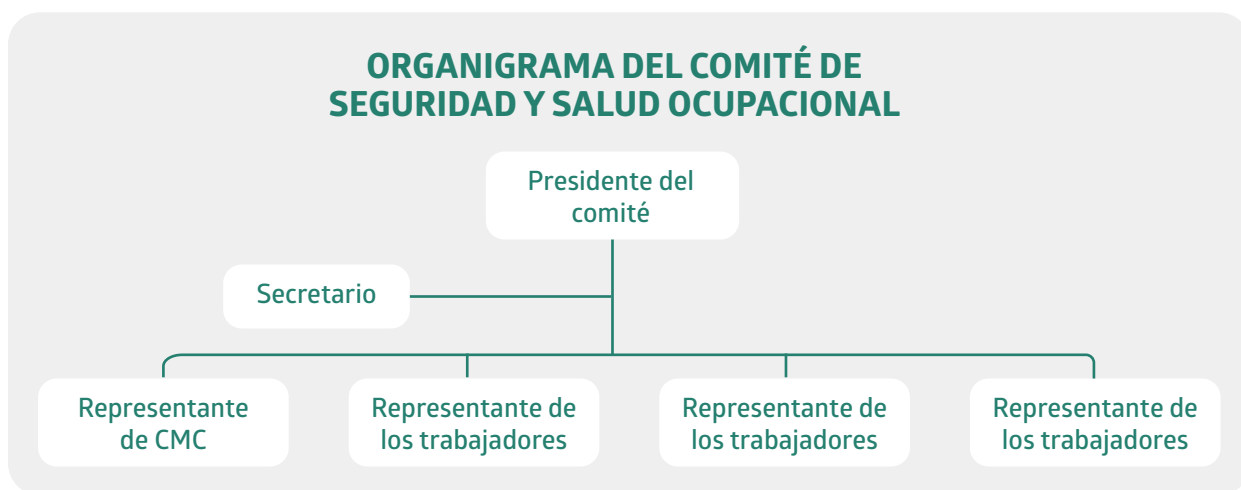 ORGANIGRAMA DEL COMITÉ DE
SEGURIDAD Y SALUD OCUPACIONAL
Presidente del
comité
Secretario
Representante
de CMC
Representante de
los trabajadores
Representante de
los trabajadores
Representante de
los trabajadores